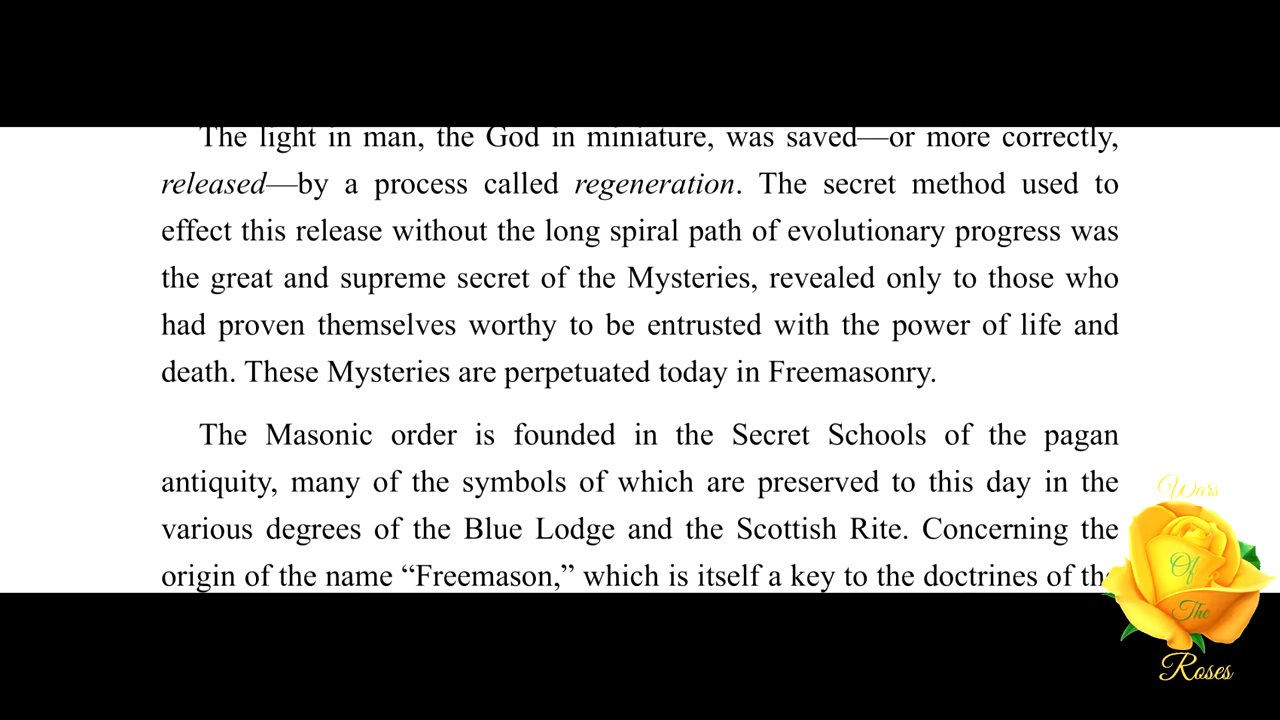 The light in man, the God in miniature, was saved—or more correctly,
released—by a process called regeneration. The secret method used to
effect this release without the long spiral path of evolutionary progress was
the great and supreme secret of the Mysteries, revealed only to those who
had proven themselves worthy to be entrusted with the power of life and
death. These Mysteries are perpetuated today in Freemasonry.
The Masonic order is founded in the Secret Schools of the pagan
antiquity, many of the symbols of which are preserved to this day in the
various degrees of the Blue Lodge and the Scottish Rite. Concerning the
origin of the name “Freemason,” which is itself a key to the doctrines of the
Wars
Of
The
Roses